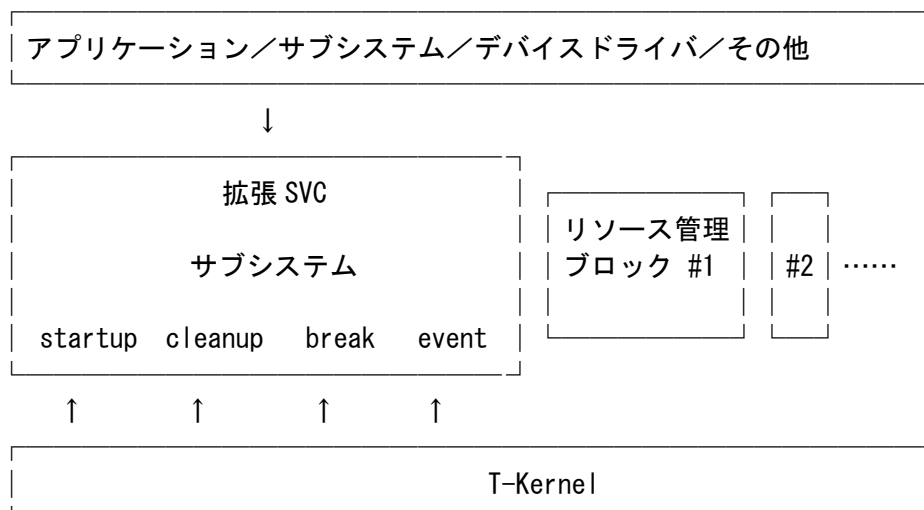 アプリケーション／サブシステム／デバイスドライバ／その他
↓
拡張 SVC
サブシステム
startup cleanup break event
リソース管理
ブロック #1
#2
……
↑ ↑ ↑ ↑
T-Kernel